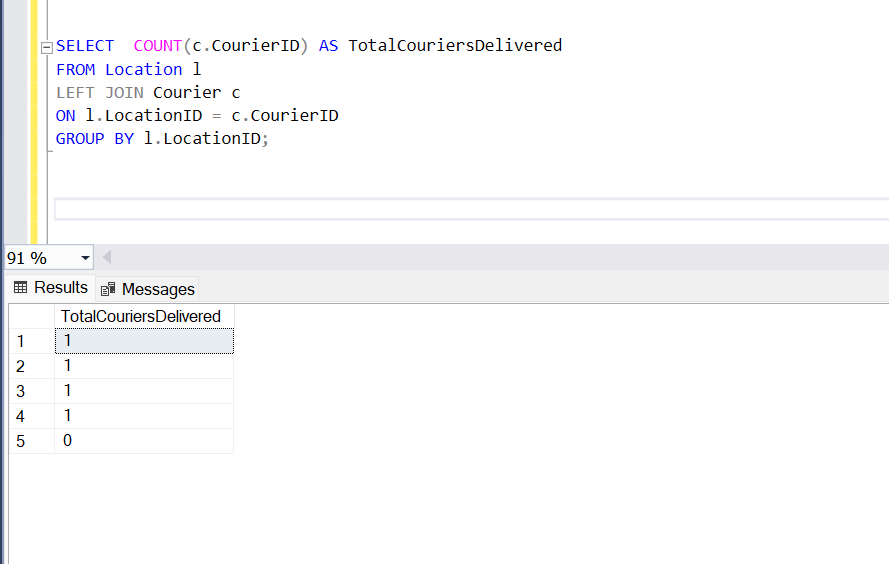 SELECT  COUNT(c.CourierID) AS TotalCouriersDelivered
FROM Location l
LEFT JOIN Courier c
ON l.LocationID = c.CourierID
GROUP BY l.LocationID;
91 %
Results Messages
TotalCouriersDelivered
1 1
2 1
3 1
4 1
5 0